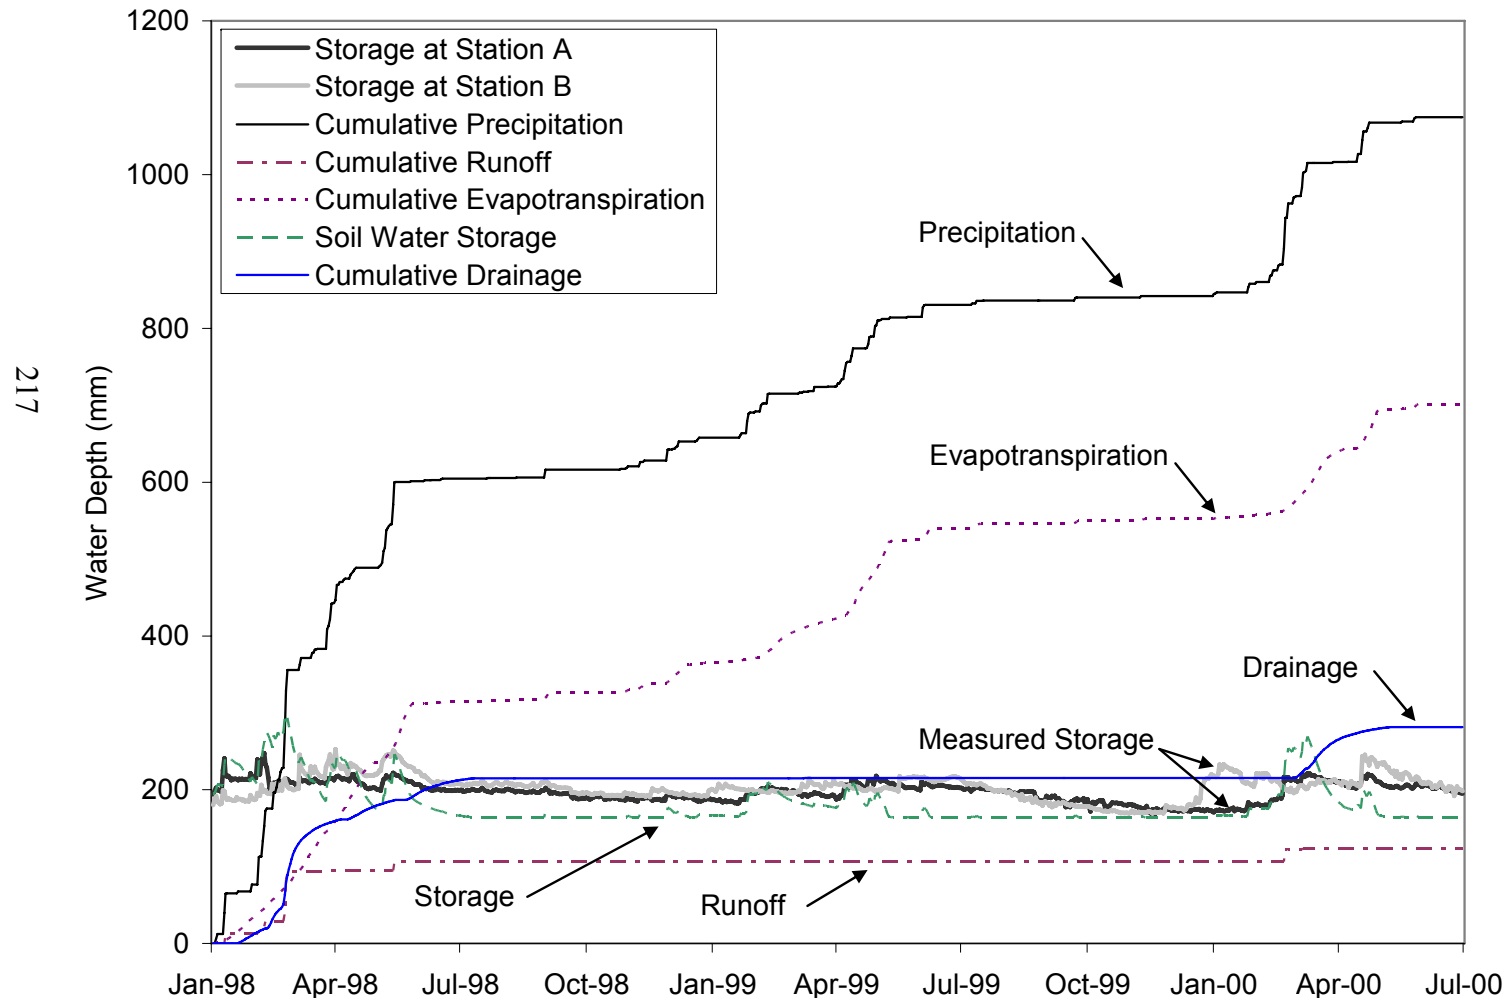 1200
1000
800
600
400
200
0
Water Depth (mm)
217
Storage at Station A
Storage at Station B
Cumulative Precipitation
Cumulative Runoff
Cumulative Evapotranspiration
Soil Water Storage
Cumulative Drainage
Precipitation
Evapotranspiration
Drainage
Measured Storage
Storage
Runoff
Jan-98 Apr-98 Jul-98 Oct-98 Jan-99 Apr-99 Jul-99 Oct-99 Jan-00 Apr-00 Jul-00